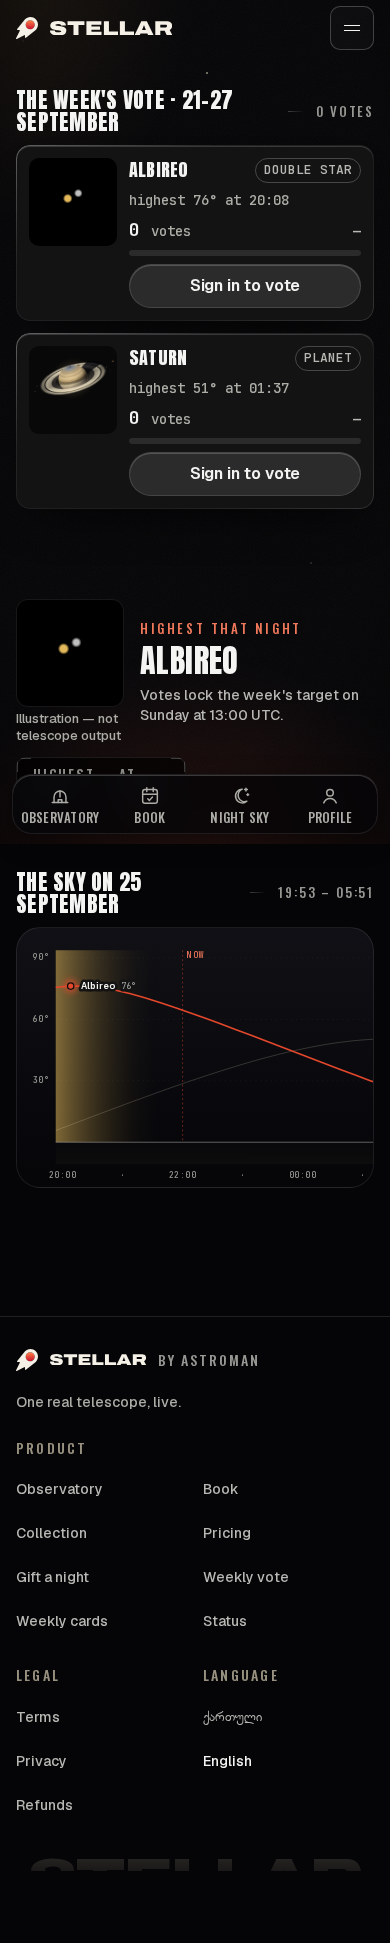 STELLAR
THE WEEK'S VOTE · 21–27
SEPTEMBER
0 VOTES
ALBIREO
DOUBLE STAR
highest 76° at 20:08
0 votes
—
Sign in to vote
SATURN
PLANET
highest 51° at 01:37
0 votes
—
Sign in to vote
HIGHEST THAT NIGHT
ALBIREO
Votes lock the week's target on
Sunday at 13:00 UTC.
Illustration — not
telescope output
HIGHEST AT
OBSERVATORY
BOOK
NIGHT SKY
PROFILE
THE SKY ON 25
SEPTEMBER
19:53 – 05:51
90°
NOW
Albireo 76°
60°
30°
20:00 · 22:00 · 00:00 ·
STELLAR BY ASTROMAN
One real telescope, live.
PRODUCT
Observatory
Book
Collection
Pricing
Gift a night
Weekly vote
Weekly cards
Status
LEGAL
LANGUAGE
Terms
ქართული
Privacy
English
Refunds
STELLAR